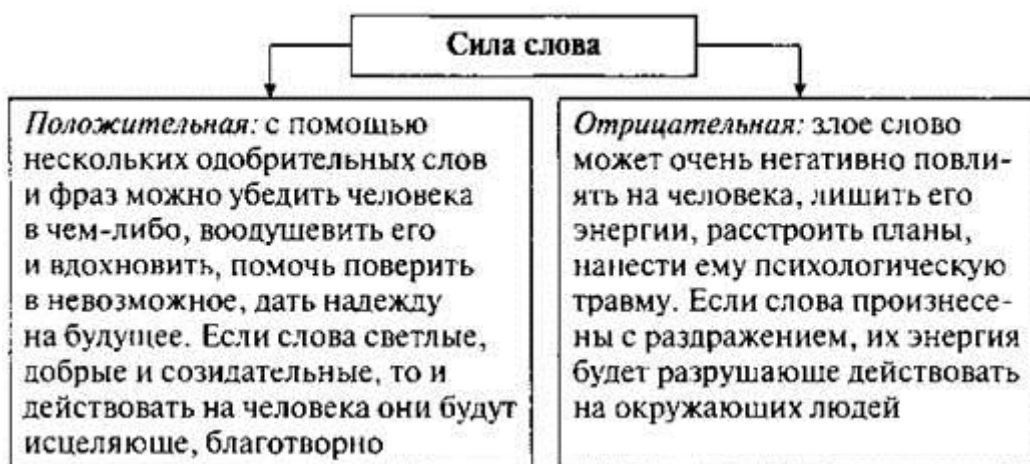 Сила слова
Положительная: с помощью
нескольких одобрительных слов
и фраз можно убедить человека
в чем-либо, воодушевить его
и вдохновить, помочь поверить
в невозможное, дать надежду
на будущее. Если слова светлые,
добрые и созидательные, то и
действовать на человека они будут
исцеляюще, благотворно
Отрицательная: злое слово
может очень негативно повли-
ять на человека, лишить его
энергии, расстроить планы,
нанести ему психологическую
травму. Если слова произнесе-
ны с раздражением, их энергия
будет разрушающе действовать
на окружающих людей